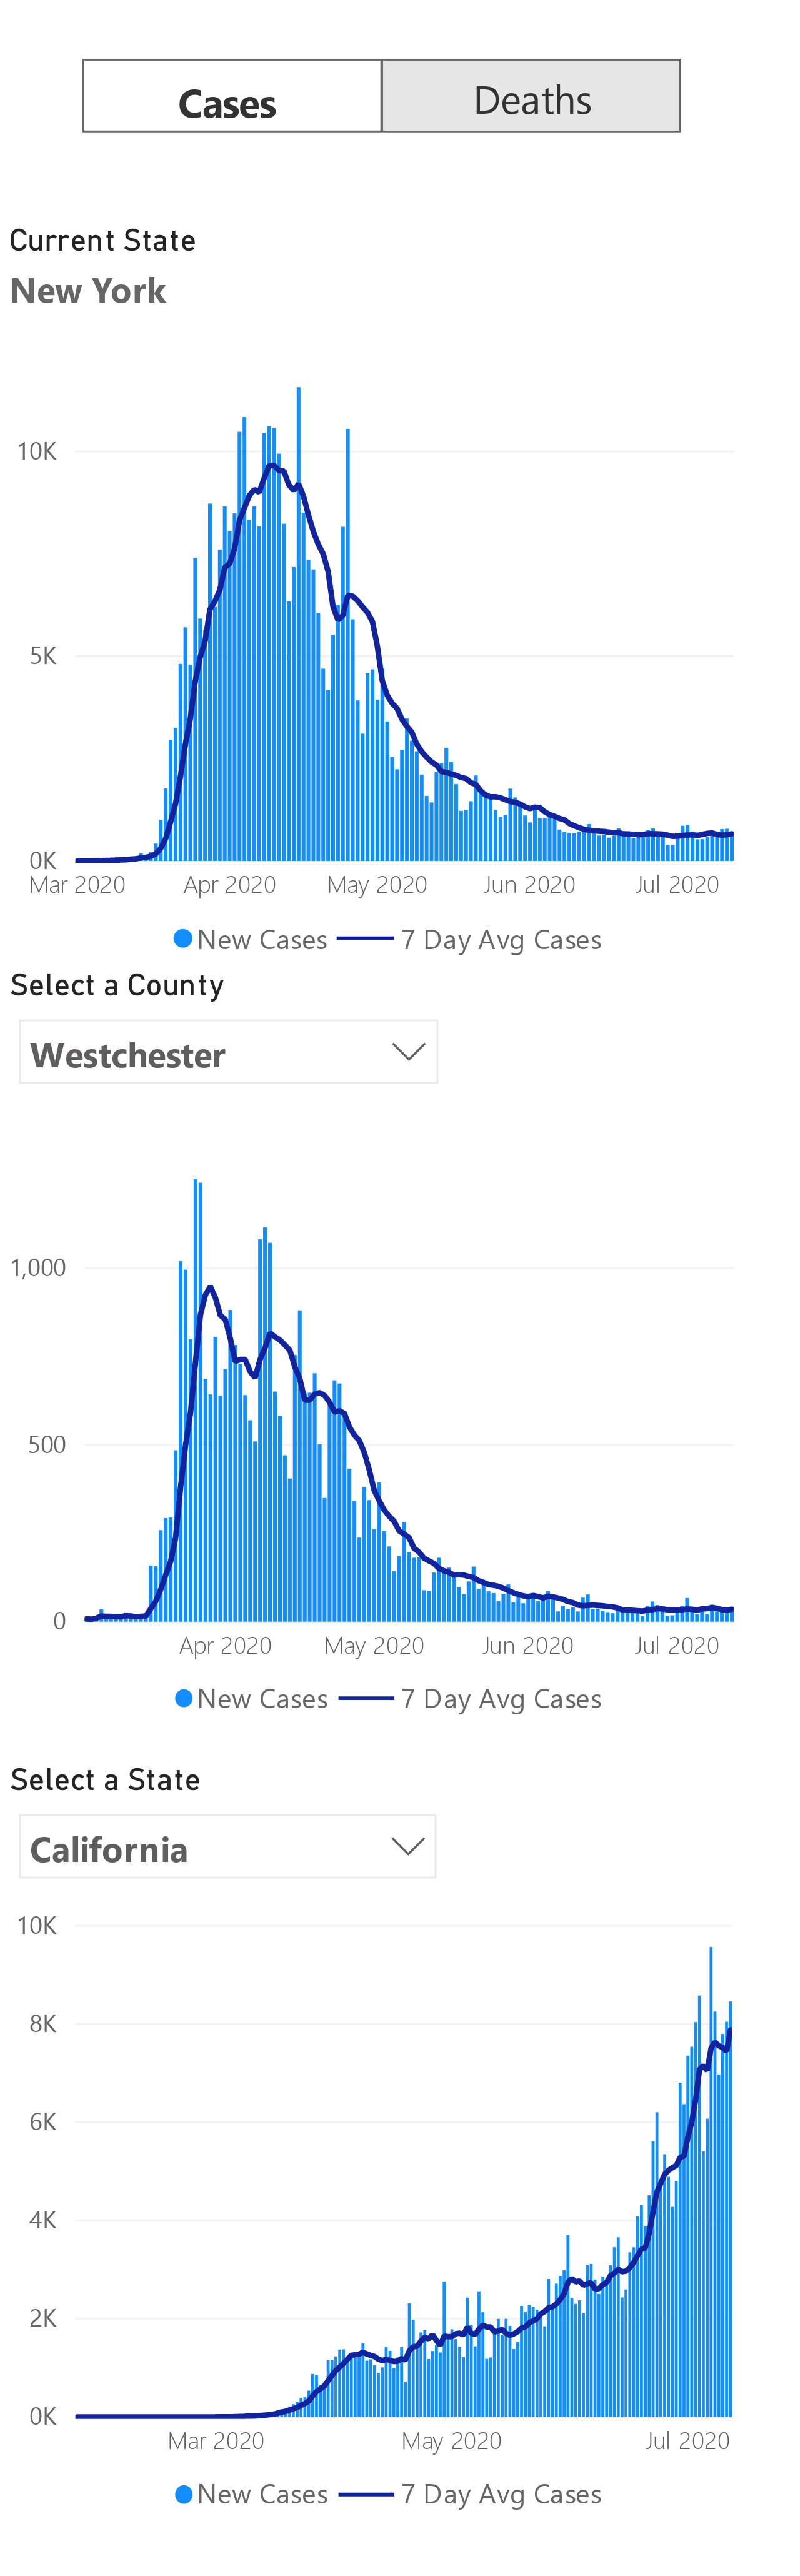 Cases Deaths
Current State
New York
10K
5K
0K
Mar 2020 Apr 2020 May 2020 Jun 2020 Jul 2020
New Cases 7 Day Avg Cases
Select a County
Westchester
1,000
500
0
Apr 2020 May 2020 Jun 2020 Jul 2020
New Cases 7 Day Avg Cases
Select a State
California
10K
8K
6K
4K
2K
0K
Mar 2020 May 2020 Jul 2020
New Cases 7 Day Avg Cases